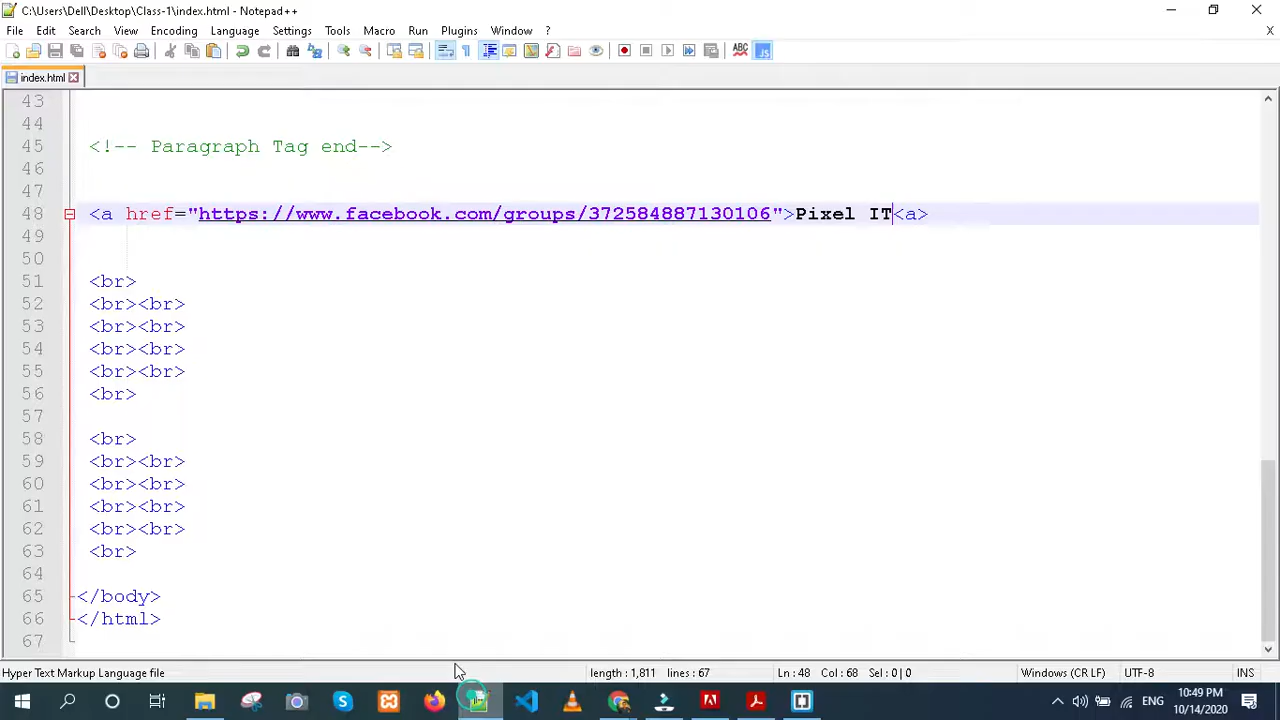 C:\Users\Dell\Desktop\Class-1\index.html - Notepad++
File Edit Search View Encoding Language Settings Tools Macro Run Plugins Window ?
X
ABC
index.html
43
44
45 <!-- Paragraph Tag end-->
46
47
48 <a href="https://www.facebook.com/groups/372584887130106">Pixel IT<a>
49
50
51 <br>
52 <br><br>
53 <br><br>
54 <br><br>
55 <br><br>
56 <br>
57
58 <br>
59 <br><br>
60 <br><br>
61 <br><br>
62 <br><br>
63 <br>
64
65 </body>
66 </html>
67
Hyper Text Markup Language file length : 1,811 lines : 67 Ln : 48 Col : 68 Sel : 0 | 0 Windows (CR LF) UTF-8 INS
ENG
10:49 PM
10/14/2020